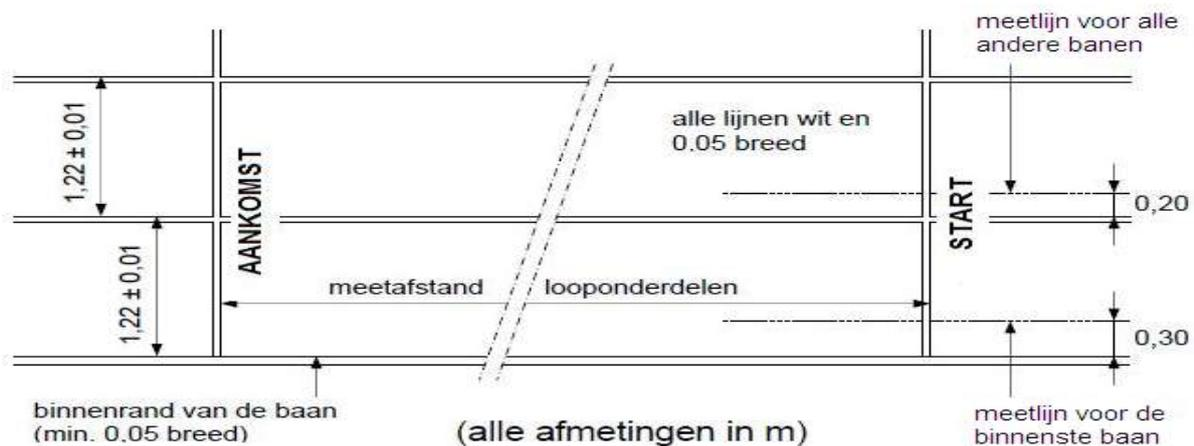 meetlijn voor alle
andere banen
alle lijnen wit en
0.05 breed
1,22 ± 0,01
AANKOMST
START
0,20
1,22 ± 0,01
meetafstand looponderdelen
0,30
binnenrand van de baan
(min. 0.05 breed)
(alle afmetingen in m)
meetlijn voor de
binnenste baan